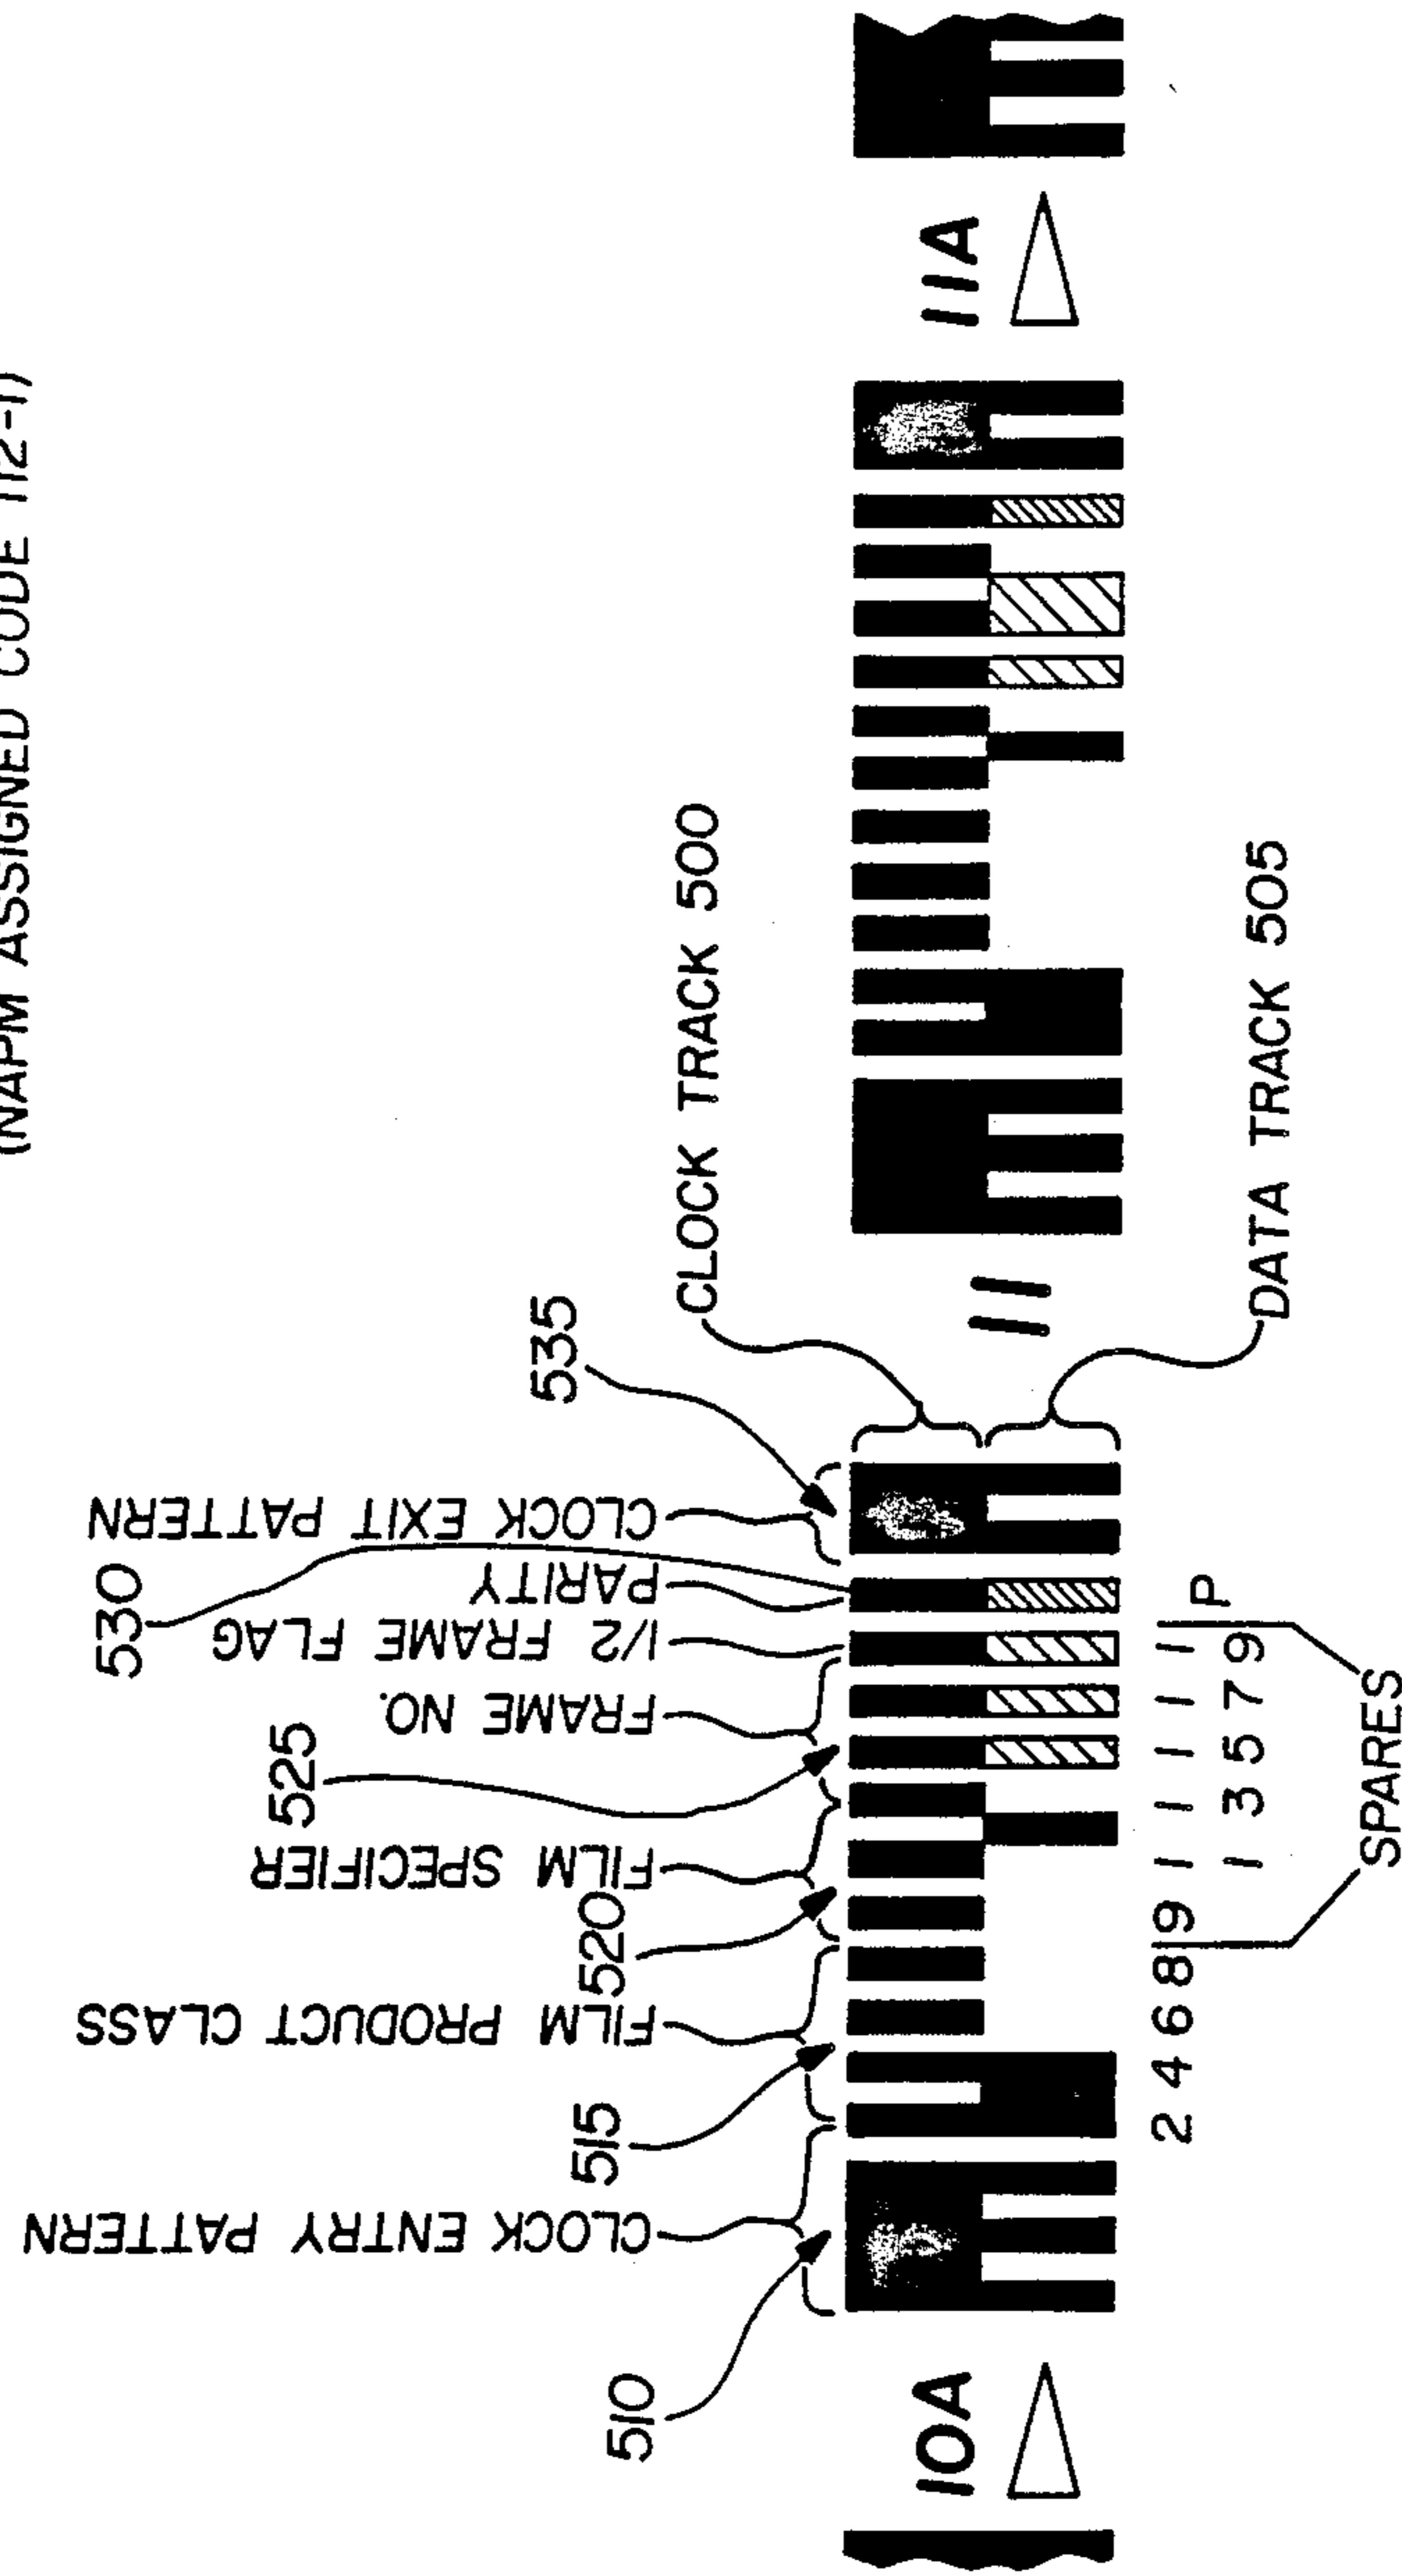 (NAPM ASSIGNED CODE 112-1)
CLOCK ENTRY PATTERN
FILM PRODUCT CLASS
FILM SPECIFIER
FRAME NO.
1/2 FRAME FLAG
PARITY
CLOCK EXIT PATTERN
510
515
520
525
530
535
CLOCK TRACK 500
DATA TRACK 505
10A
11
11A
2 4 6 8 9 1 1 1 1 1 P
1 3 5 7 9
SPARES